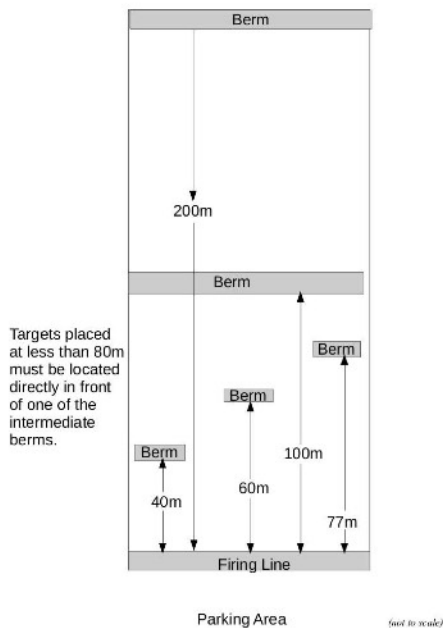 Berm
200m
Berm
Targets placed
at less than 80m
must be located
directly in front
of one of the
intermediate
berms.
Berm
Berm
Berm
100m
60m
40m
77m
Firing Line
Parking Area
(not to scale)